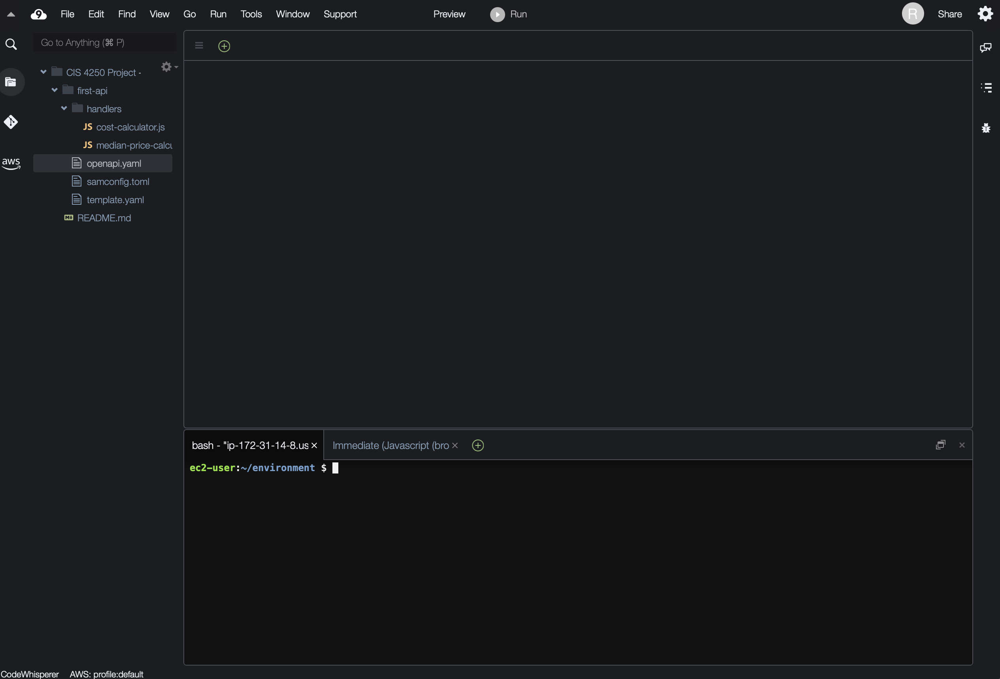 9 File Edit Find View Go Run Tools Window Support Preview Run R Share
Go to Anything (⌘ P)
CIS 4250 Project -
first-api
handlers
JS cost-calculator.js
JS median-price-calcu
aws
openapi.yaml
samconfig.toml
template.yaml
README.md
bash - "ip-172-31-14-8.us × Immediate (Javascript (bro ×
ec2-user:~/environment $
CodeWhisperer AWS: profile:default